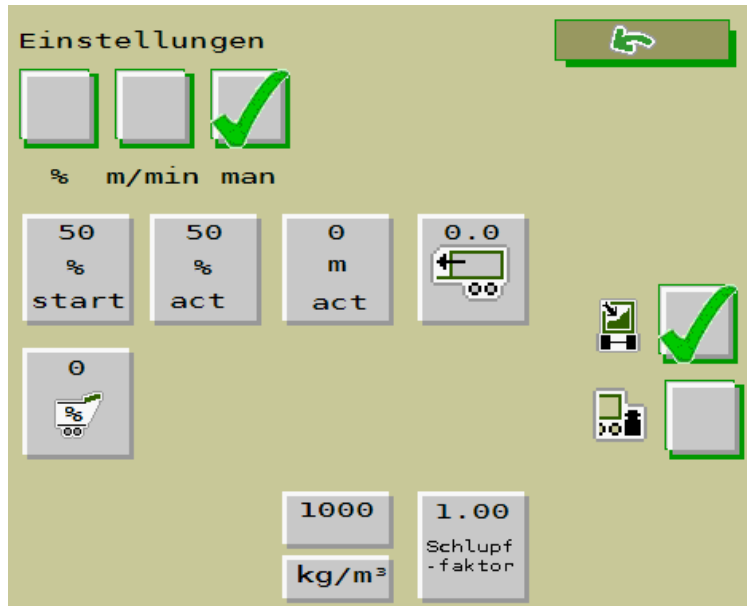 Einstellungen
% m/min man
50 50 0 0.0
% % m
start act act
0
%
1000 1.00
Schlupf
-faktor
kg/m³